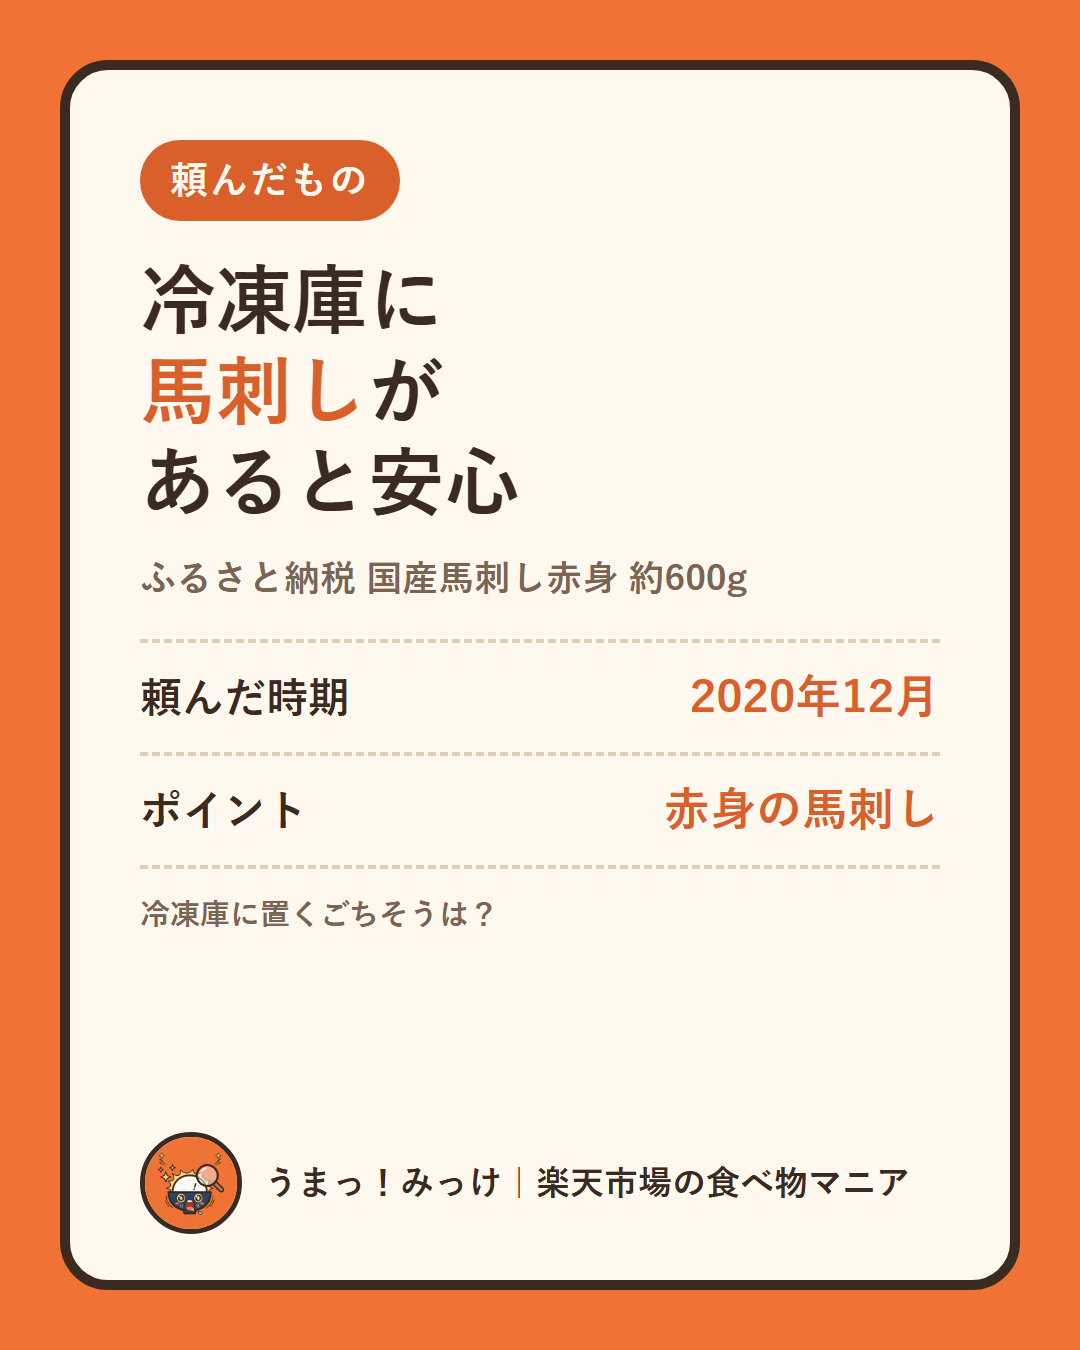 頼んだもの
冷凍庫に
馬刺しが
あると安心
ふるさと納税 国産馬刺し赤身 約600g
頼んだ時期 2020年12月
ポイント 赤身の馬刺し
冷凍庫に置くごちそうは？
うまっ！みっけ｜楽天市場の食べ物マニア